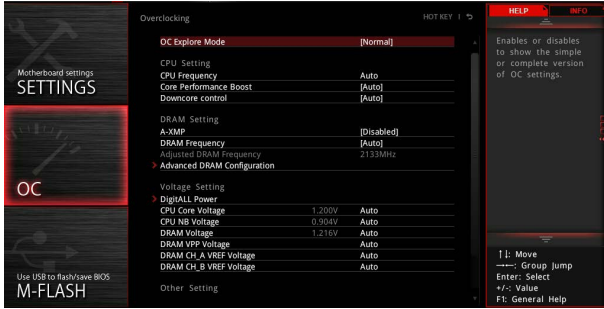 Overclocking
HOT KEY | ↩
HELP
INFO
Motherboard settings
SETTINGS
OC
Use USB to flash/save BIOS
M-FLASH
OC Explore Mode [Normal]
CPU Setting
CPU Frequency Auto
Core Performance Boost [Auto]
Downcore control [Auto]
DRAM Setting
A-XMP [Disabled]
DRAM Frequency [Auto]
Adjusted DRAM Frequency 2133MHz
> Advanced DRAM Configuration
Voltage Setting
> DigitALL Power
CPU Core Voltage 1.200V Auto
CPU NB Voltage 0.904V Auto
DRAM Voltage 1.216V Auto
DRAM VPP Voltage Auto
DRAM CH_A VREF Voltage Auto
DRAM CH_B VREF Voltage Auto
Other Setting
Enables or disables
to show the simple
or complete version
of OC settings.
↑↓: Move
→←: Group Jump
Enter: Select
+/-: Value
F1: General Help